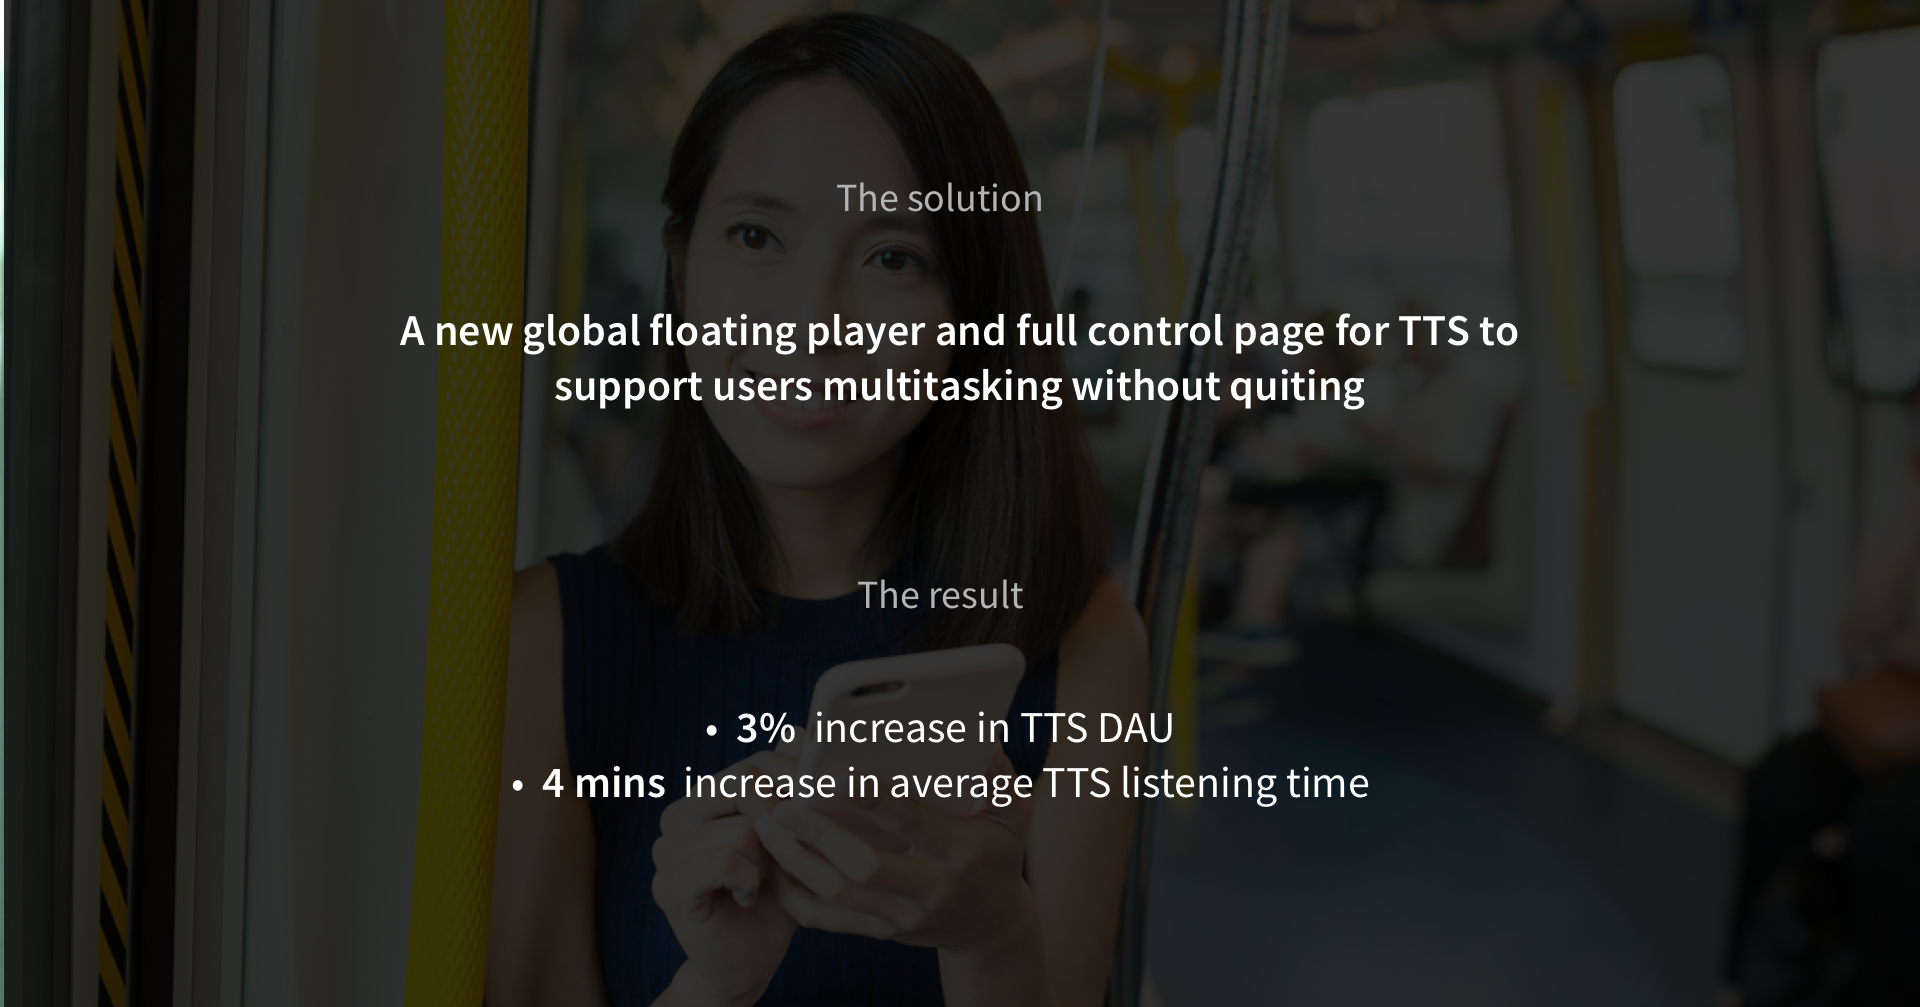 The solution
A new global floating player and full control page for TTS to
support users multitasking without quiting
The result
• 3% increase in TTS DAU
• 4 mins increase in average TTS listening time